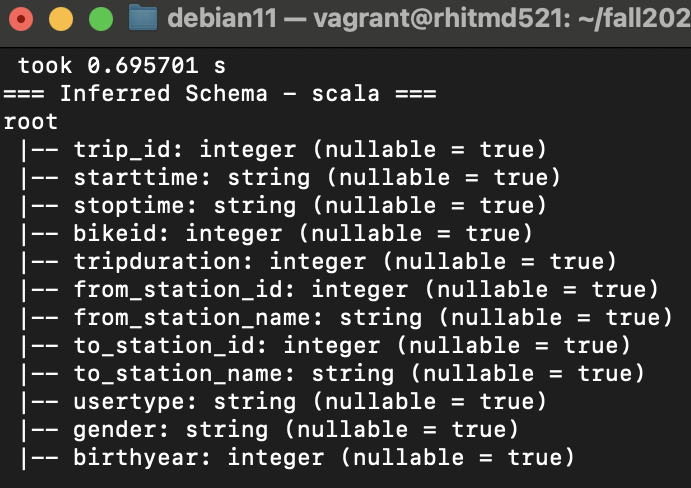 debian11 — vagrant@rhitmd521: ~/fall202
took 0.695701 s
=== Inferred Schema - scala ===
root
 |-- trip_id: integer (nullable = true)
 |-- starttime: string (nullable = true)
 |-- stoptime: string (nullable = true)
 |-- bikeid: integer (nullable = true)
 |-- tripduration: integer (nullable = true)
 |-- from_station_id: integer (nullable = true)
 |-- from_station_name: string (nullable = true)
 |-- to_station_id: integer (nullable = true)
 |-- to_station_name: string (nullable = true)
 |-- usertype: string (nullable = true)
 |-- gender: string (nullable = true)
 |-- birthyear: integer (nullable = true)